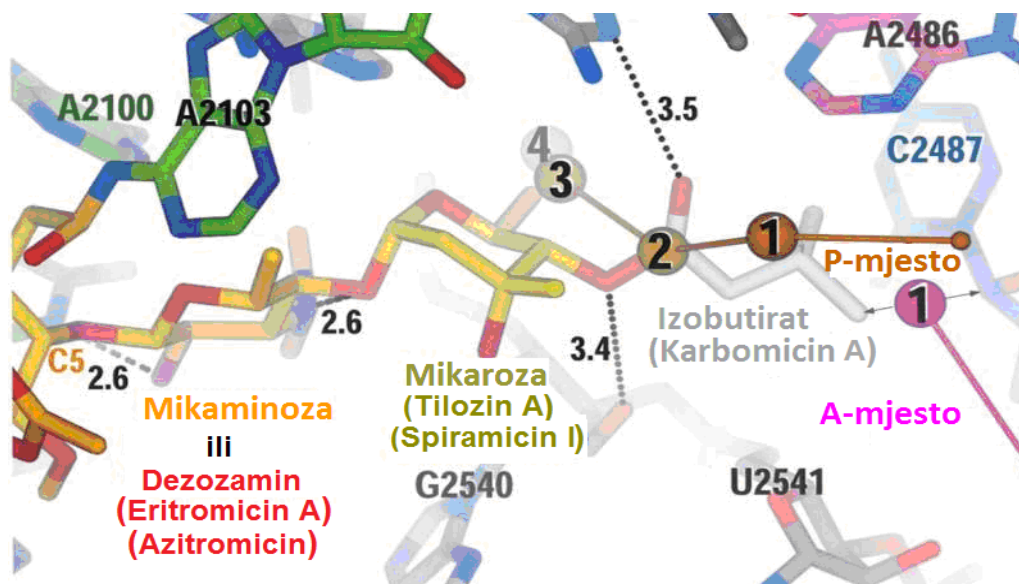 A2486
A2100
A2103
3.5
C2487
4
3
2
1
P-mjesto
1
2.6
Izobutirat
(Karbomicin A)
C5
2.6
3.4
Mikaroza
(Tilozin A)
(Spiramicin I)
A-mjesto
Mikaminoza
ili
Dezozamin
(Eritromicin A)
(Azitromicin)
G2540
U2541